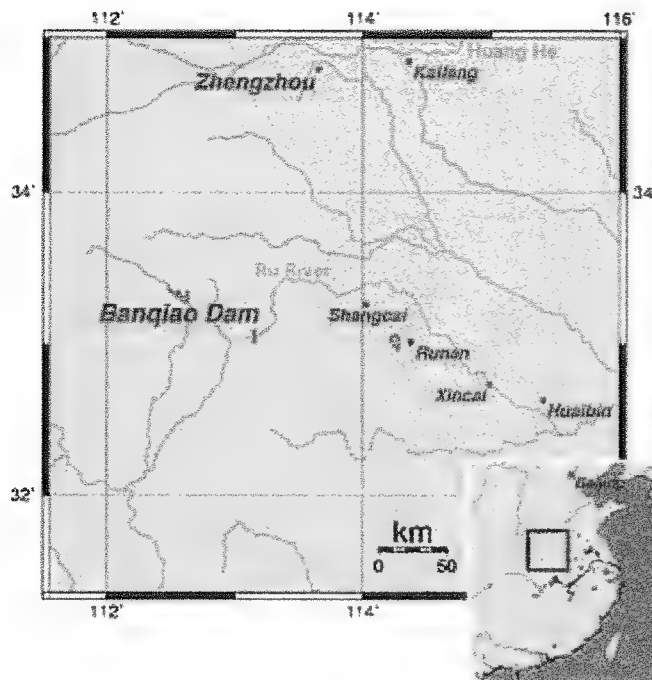 112° 114° 116°
Huang He
Zhengzhou Kaifeng
34° 34
Ru River
Banqiao Dam
Shangcai
Runan
Xincai
Huaibin
32°
km
0 50
112° 114°